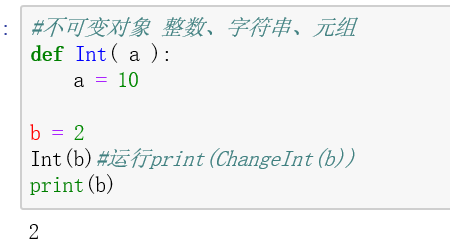 :
#不可变对象 整数、字符串、元组
def Int( a ):
    a = 10
b = 2
Int(b)#运行print(ChangeInt(b))
print(b)
2